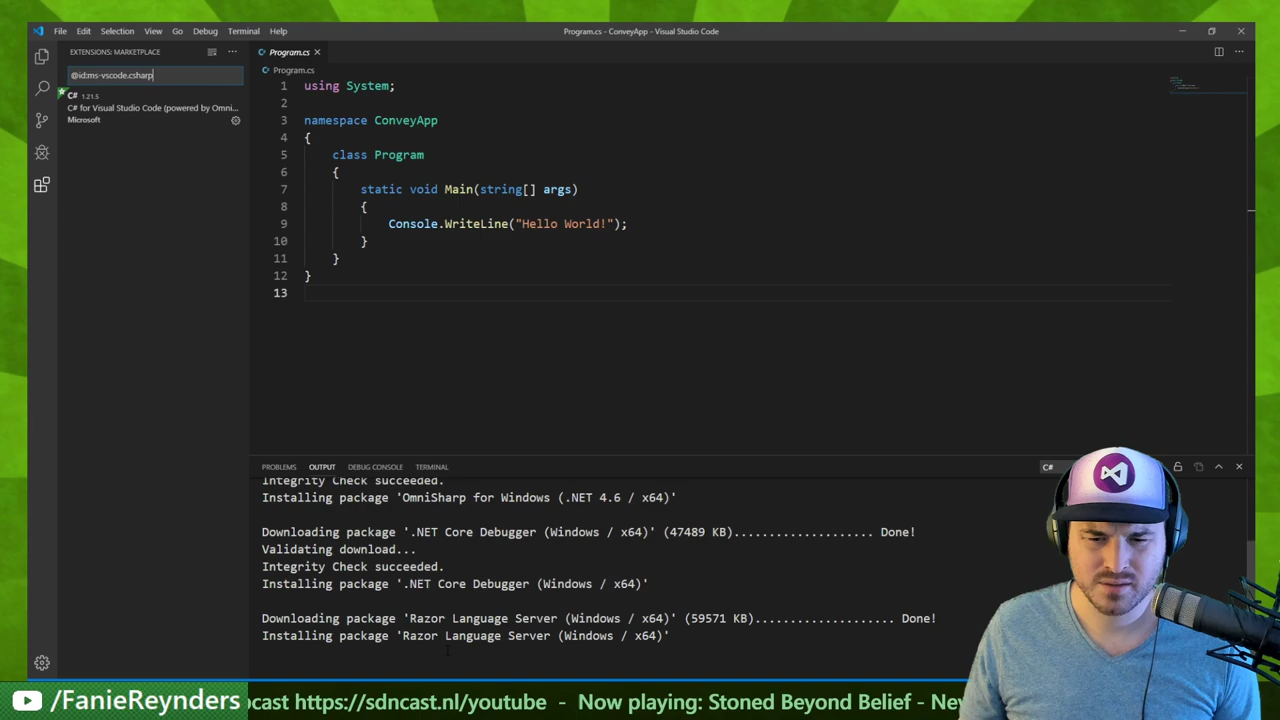 File Edit Selection View Go Debug Terminal Help
Program.cs - ConveyApp - Visual Studio Code
EXTENSIONS: MARKETPLACE
Program.cs
@id:ms-vscode.csharp
Program.cs
C# 1.21.5
C# for Visual Studio Code (powered by Omni...
Microsoft
1 using System;
2
3 namespace ConveyApp
4 {
5 class Program
6 {
7 static void Main(string[] args)
8 {
9 Console.WriteLine("Hello World!");
10 }
11 }
12 }
13
PROBLEMS OUTPUT DEBUG CONSOLE TERMINAL
C#
Integrity Check succeeded.
Installing package 'OmniSharp for Windows (.NET 4.6 / x64)'
Downloading package '.NET Core Debugger (Windows / x64)' (47489 KB).................... Done!
Validating download...
Integrity Check succeeded.
Installing package '.NET Core Debugger (Windows / x64)'
Downloading package 'Razor Language Server (Windows / x64)' (59571 KB).................... Done!
Installing package 'Razor Language Server (Windows / x64)'
/FanieReynders
https://sdncast.nl/youtube - Now playing: Stoned Beyond Belief -